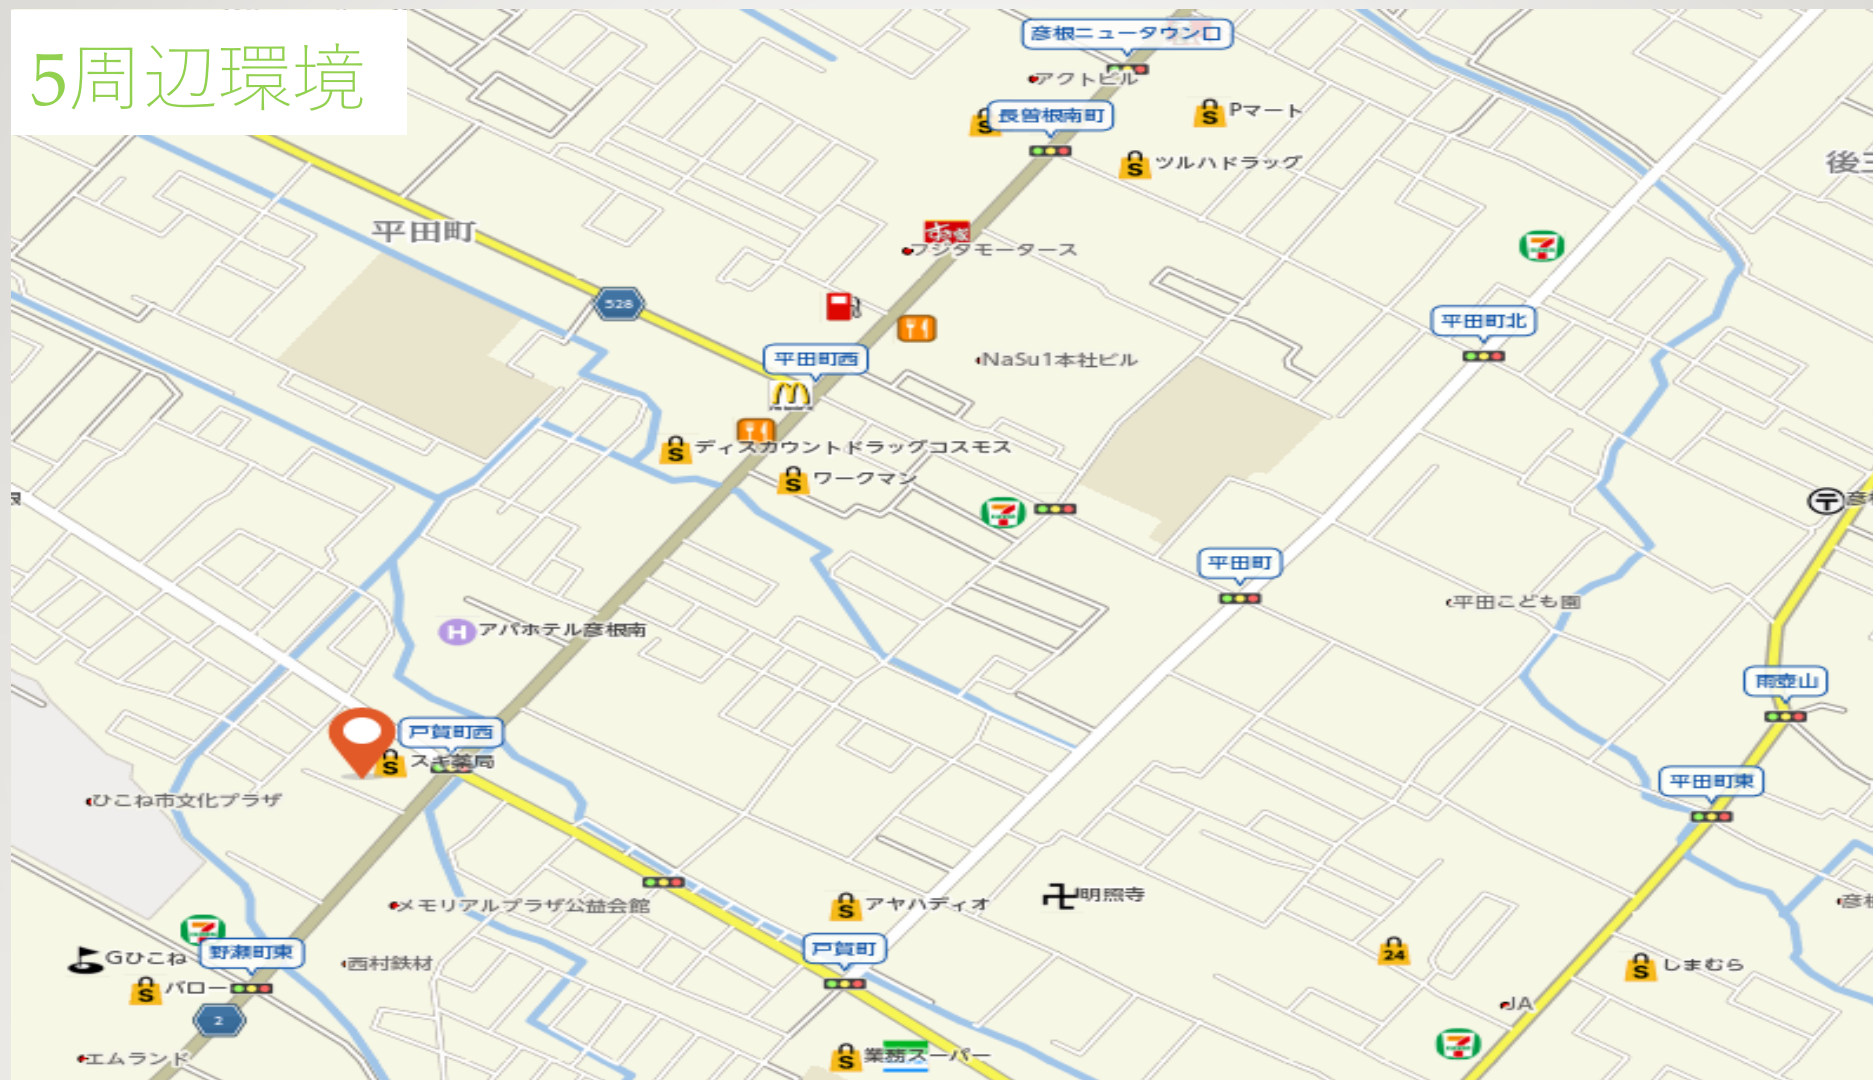 5周辺環境
彦根ニュータウン口
アクトビル
長曽根南町
Pマート
ツルハドラッグ
後三
平田町
すき家
フジタモータース
528
平田町北
平田町西
NaSu1本社ビル
ディスカウントドラッグコスモス
ワークマン
彦根
平田町
平田こども園
アパホテル彦根南
雨壺山
戸賀町西
スギ薬局
平田町東
ひこね市文化プラザ
アヤハディオ
明照寺
メモリアルプラザ公益会館
野瀬町東
Gひこね
戸賀町
西村鉄材
24
しまむら
バロー
JA
2
業務スーパー
エムランド